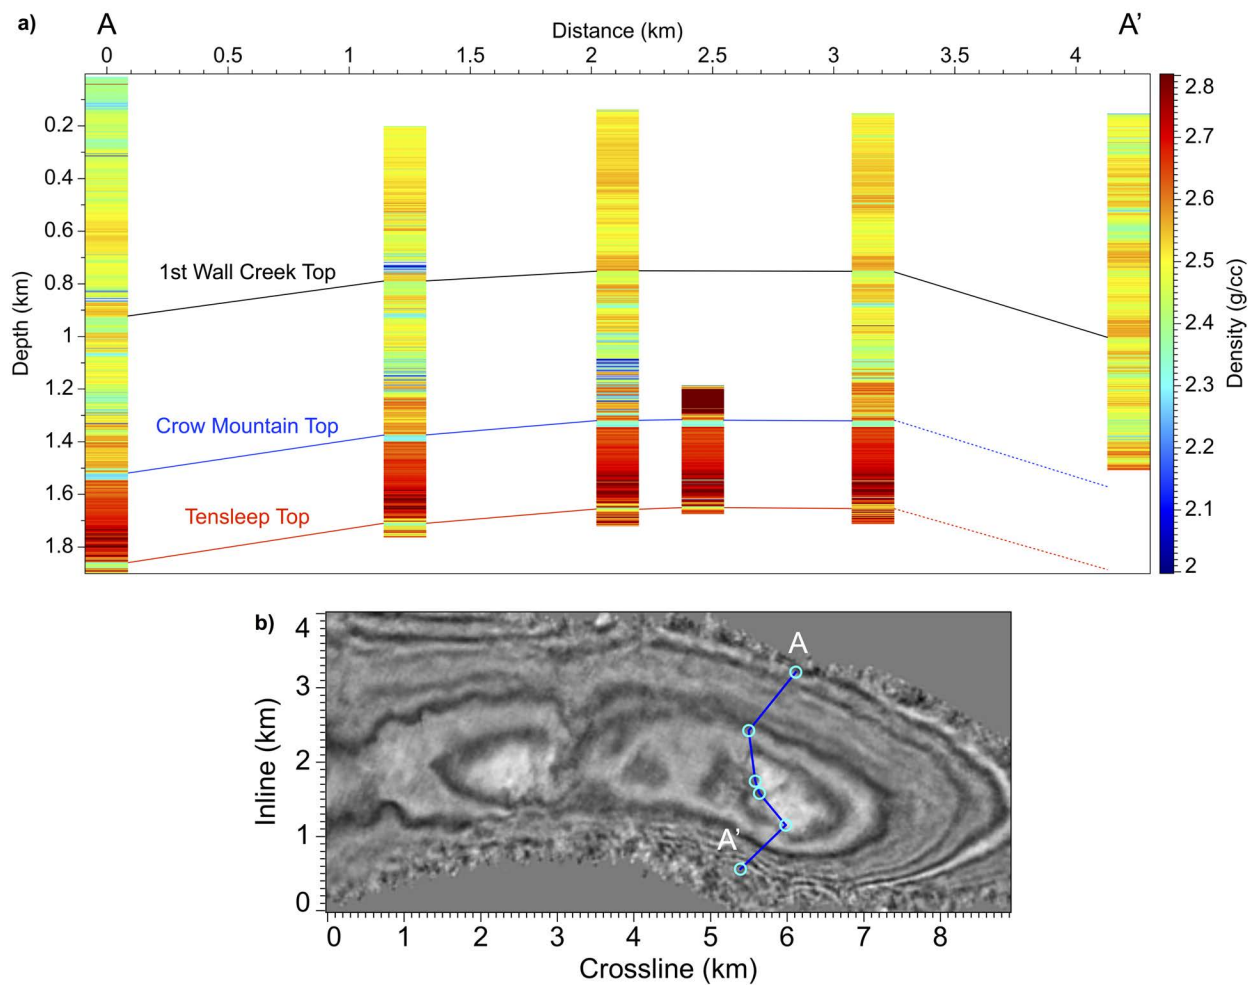 a)
A
A’
Distance (km)
0 0.5 1 1.5 2 2.5 3 3.5 4
Depth (km)
0.2
0.4
0.6
0.8
1
1.2
1.4
1.6
1.8
1st Wall Creek Top
Crow Mountain Top
Tensleep Top
2.8
2.7
2.6
2.5
2.4
2.3
2.2
2.1
2
Density (g/cc)
b)
Inline (km)
4
3
2
1
0
A
A’
0 1 2 3 4 5 6 7 8
Crossline (km)